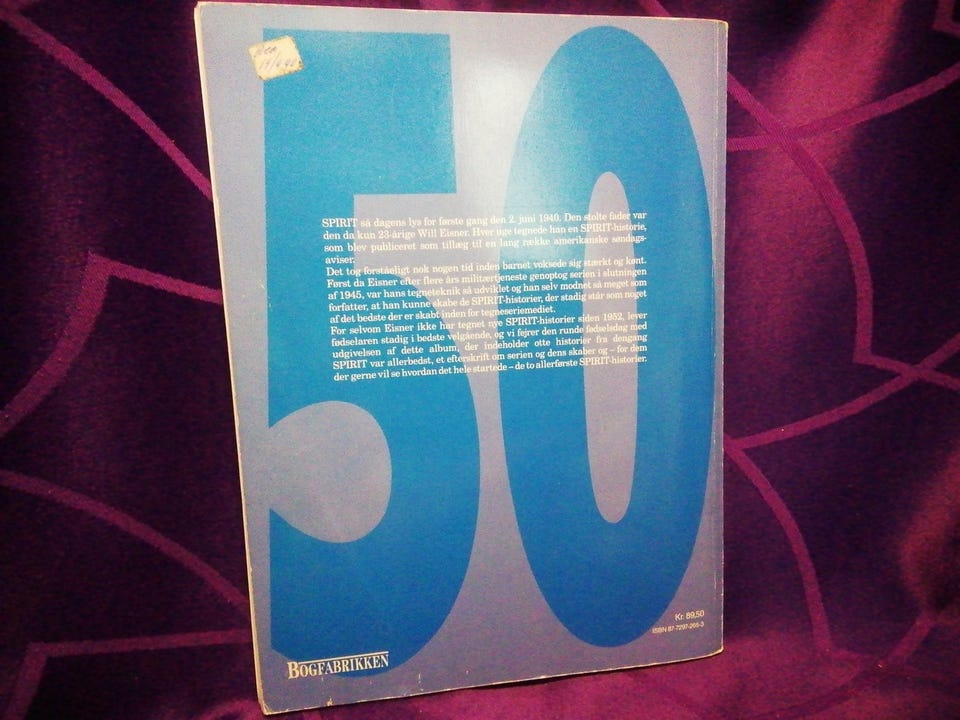 50
SPIRIT så dagens lys for første gang den 2. juni 1940. Den stolte fader var
den da kun 23-årige Will Eisner. Hver uge tegnede han en SPIRIT-historie,
som blev publiceret som tillæg til en lang række amerikanske søndags-
aviser.
Det tog forståeligt nok nogen tid inden barnet voksede sig stærkt og kønt.
Først da Eisner efter flere års militærtjeneste genoptog serien i slutningen
af 1945, var hans tegneteknik så udviklet og han selv modnet så meget som
forfatter, at han kunne skabe de SPIRIT-historier, der stadig står som noget
af det bedste der er skabt inden for tegneseriemediet.
For selvom Eisner ikke har tegnet nye SPIRIT-historier siden 1952, lever
fødselaren stadig i bedste velgående, og vi fejrer den runde fødselsdag med
udgivelsen af dette album, der indeholder otte historier fra dengang
SPIRIT var allerbedst, et efterskrift om serien og dens skaber og – for dem
der gerne vil se hvordan det hele startede – de to allerførste SPIRIT-historier.
Kr. 89,50
ISBN 87-7297-265-3
BOGFABRIKKEN